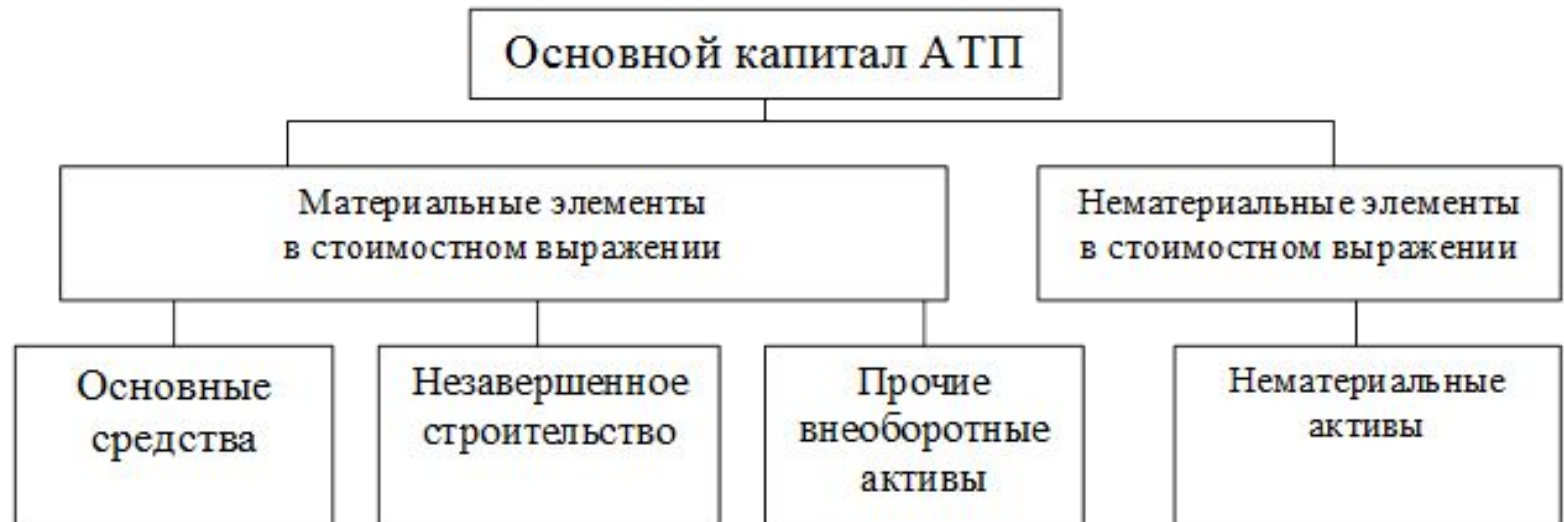 Основной капитал АТП
Материальные элементы
в стоимостном выражении
Нематериальные элементы
в стоимостном выражении
Основные
средства
Незавершенное
строительство
Прочие
внеоборотные
активы
Нематериальные
активы